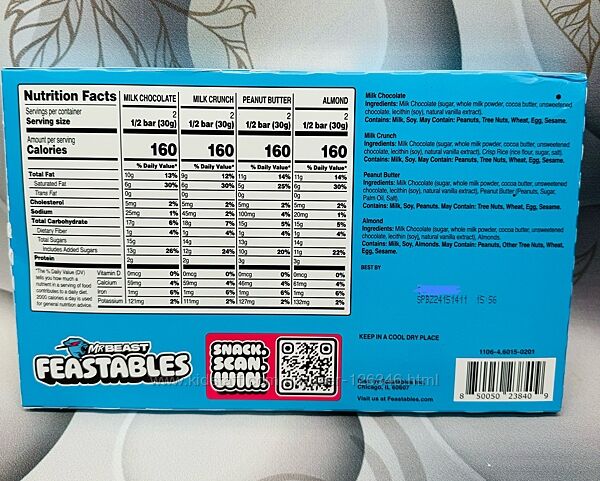 Nutrition Facts MILK CHOCOLATE MILK CRUNCH PEANUT BUTTER ALMOND
Servings per container 2 2 2 2
Serving size 1/2 bar (30g) 1/2 bar (30g) 1/2 bar (30g) 1/2 bar (30g)
Amount per serving
Calories 160 160 160 160
% Daily Value* % Daily Value* % Daily Value* % Daily Value*
Total Fat 10g 13% 9g 12% 11g 14% 11g 14%
Saturated Fat 6g 30% 6g 30% 5g 25% 6g 30%
Trans Fat 0g 0g 0g 0g
Cholesterol 5mg 2% 5mg 2% 5mg 2% 5mg 2%
Sodium 25mg 1% 45mg 2% 100mg 4% 20mg 1%
Total Carbohydrate 17g 6% 18g 7% 15g 5% 15g 5%
Dietary Fiber 1g 4% 1g 4% 1g 4% 1g 4%
Total Sugars 15g 14g 13g 14g
Includes Added Sugars 13g 26% 12g 24% 10g 20% 11g 22%
Protein 2g 2g 3g 3g
*The % Daily Value (DV)
tells you how much a
nutrient in a serving of food
contributes to a daily diet.
2000 calories a day is used
for general nutrition advice.
Vitamin D 0mcg 0% 0mcg 0% 0mcg 0% 0mcg 0%
Calcium 59mg 4% 59mg 4% 46mg 4% 61mg 4%
Iron 1mg 6% 1mg 6% 1mg 6% 1mg 6%
Potassium 121mg 2% 111mg 2% 127mg 2% 132mg 2%
Milk Chocolate
Ingredients: Milk Chocolate (sugar, whole milk powder, cocoa butter, unsweetened
chocolate, lecithin (soy), natural vanilla extract).
Contains: Milk, Soy. May Contain: Peanuts, Tree Nuts, Wheat, Egg, Sesame.
Milk Crunch
Ingredients: Milk Chocolate (sugar, whole milk powder, cocoa butter, unsweetened
chocolate, lecithin (soy), natural vanilla extract), Crisp Rice (rice flour, sugar, salt).
Contains: Milk, Soy. May Contain: Peanuts, Tree Nuts, Wheat, Egg, Sesame.
Peanut Butter
Ingredients: Milk Chocolate (sugar, whole milk powder, cocoa butter, unsweetened
chocolate, lecithin (soy), natural vanilla extract), Peanut Butter (Peanuts, Sugar,
Palm Oil, Salt).
Contains: Milk, Soy, Peanuts. May Contain: Tree Nuts, Wheat, Egg, Sesame.
Almond
Ingredients: Milk Chocolate (sugar, whole milk powder, cocoa butter, unsweetened
chocolate, lecithin (soy), natural vanilla extract), Almonds.
Contains: Milk, Soy, Almonds. May Contain: Peanuts, Other Tree Nuts, Wheat,
Egg, Sesame.
BEST BY
SPB224151411 15:56
KEEP IN A COOL DRY PLACE
1106-4.6015-0201
MRBEAST
FEASTABLES
SNACK.
SCAN.
WIN.
Chicago, IL 60607
Visit us at Feastables.com
8 50050 23840 9